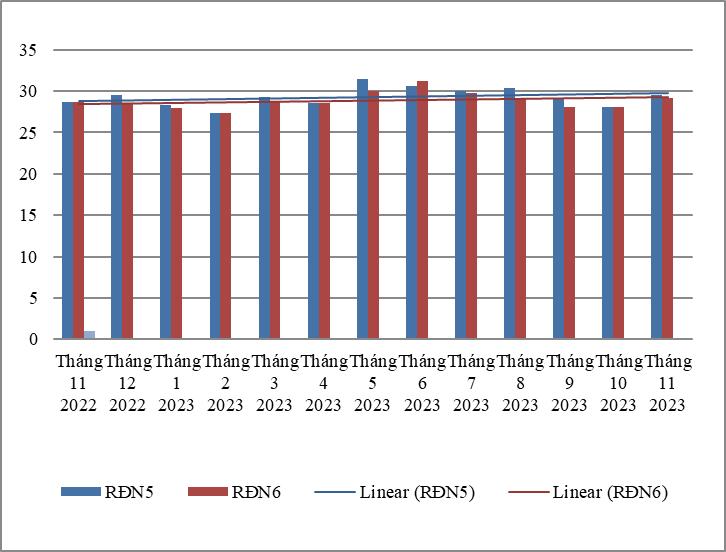 35
30
25
20
15
10
5
0
Tháng Tháng Tháng Tháng Tháng Tháng Tháng Tháng Tháng Tháng Tháng Tháng Tháng
11 12 1 2 3 4 5 6 7 8 9 10 11
2022 2022 2023 2023 2023 2023 2023 2023 2023 2023 2023 2023 2023
RĐN5 RĐN6 Linear (RĐN5) Linear (RĐN6)